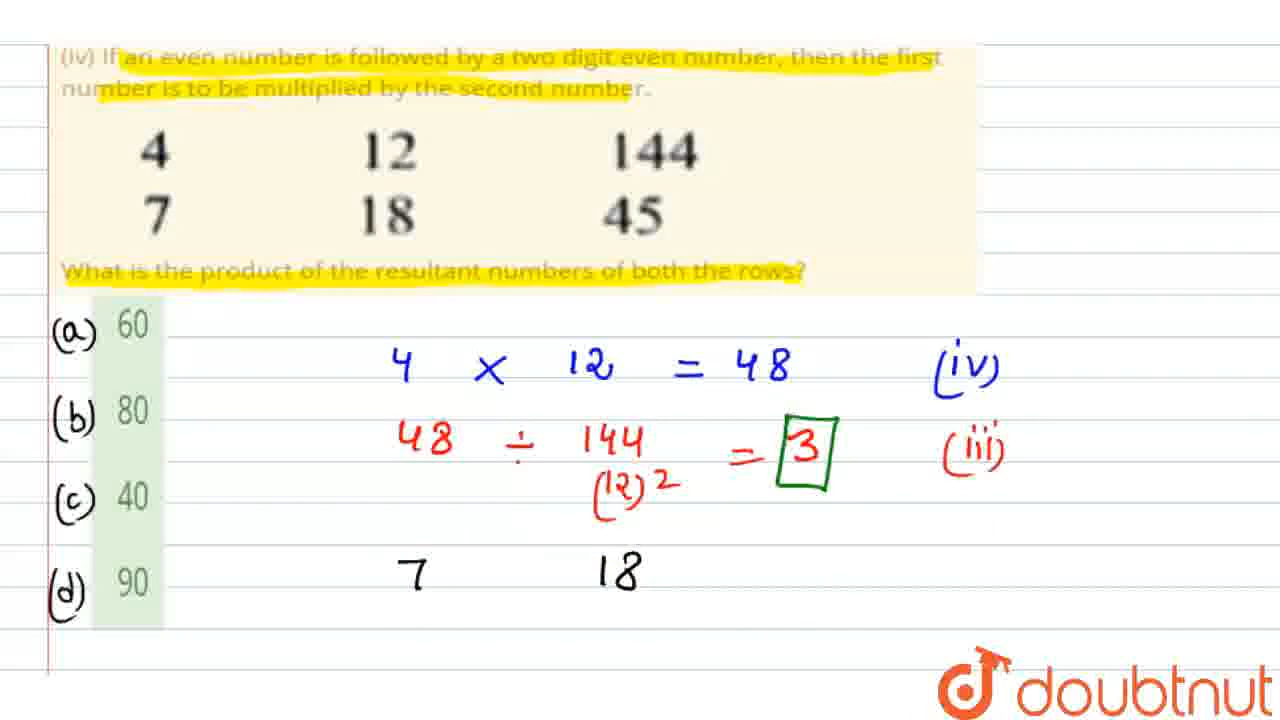 (iv) If an even number is followed by a two digit even number, then the first
number is to be multiplied by the second number.
4 12 144
7 18 45
What is the product of the resultant numbers of both the rows?
(a) 60
4 × 12 = 48 (iv)
(b) 80
48 ÷ 144 = 3 (iii)
(12)²
(c) 40
7 18
(d) 90
doubtnut